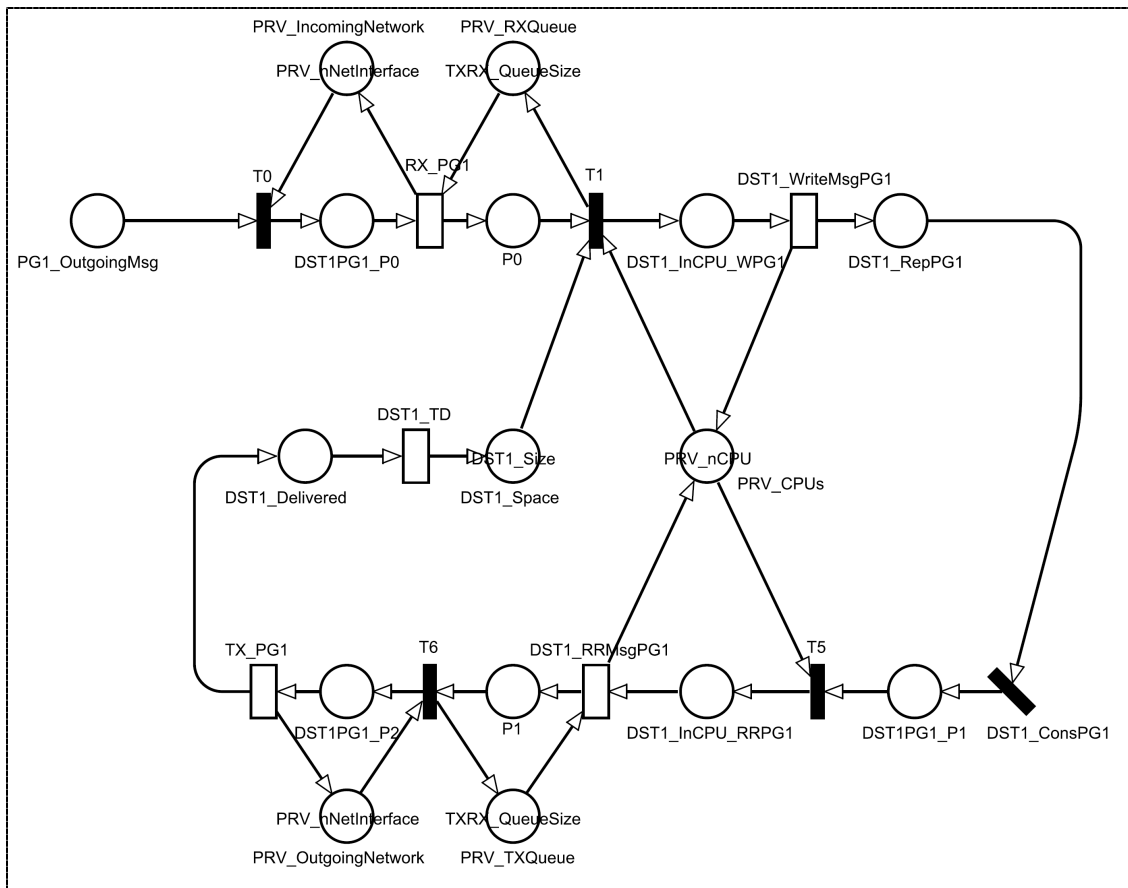 PRV_IncomingNetwork
PRV_RXQueue
PRV_nNetInterface
TXRX_QueueSize
RX_PG1
T0
T1
DST1_WriteMsgPG1
PG1_OutgoingMsg
DST1PG1_P0
P0
DST1_InCPU_WPG1
DST1_RepPG1
DST1_TD
DST1_Size
PRV_nCPU
DST1_Delivered
DST1_Space
PRV_CPUs
TX_PG1
T6
DST1_RRMsgPG1
T5
DST1PG1_P2
P1
DST1_InCPU_RRPG1
DST1PG1_P1
DST1_ConsPG1
PRV_nNetInterface
TXRX_QueueSize
PRV_OutgoingNetwork
PRV_TXQueue